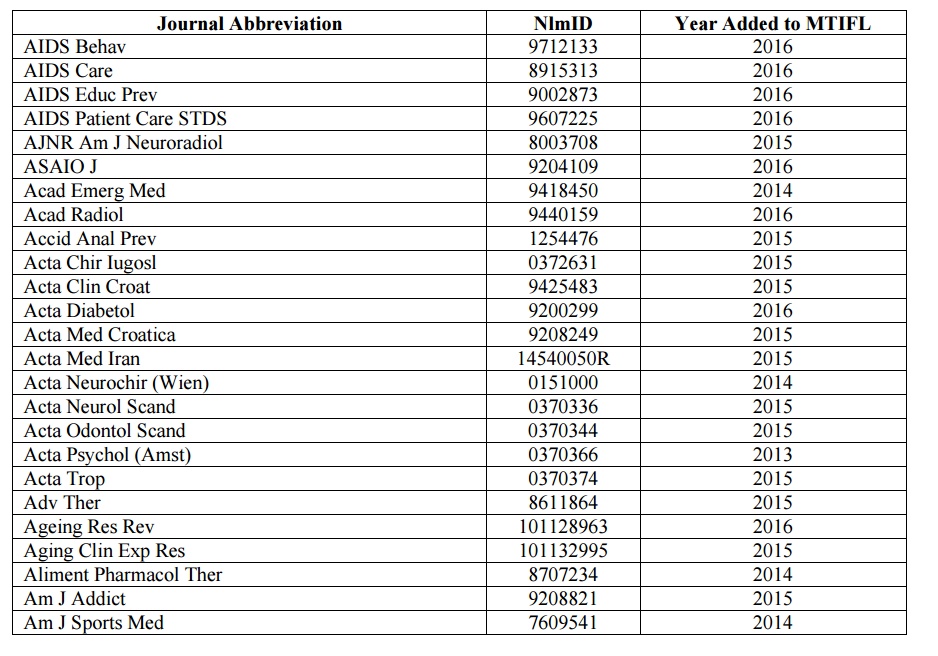 Journal Abbreviation NlmID Year Added to MTIFL
AIDS Behav 9712133 2016
AIDS Care 8915313 2016
AIDS Educ Prev 9002873 2016
AIDS Patient Care STDS 9607225 2016
AJNR Am J Neuroradiol 8003708 2015
ASAIO J 9204109 2016
Acad Emerg Med 9418450 2014
Acad Radiol 9440159 2016
Accid Anal Prev 1254476 2015
Acta Chir Iugosl 0372631 2015
Acta Clin Croat 9425483 2015
Acta Diabetol 9200299 2016
Acta Med Croatica 9208249 2015
Acta Med Iran 14540050R 2015
Acta Neurochir (Wien) 0151000 2014
Acta Neurol Scand 0370336 2015
Acta Odontol Scand 0370344 2015
Acta Psychol (Amst) 0370366 2013
Acta Trop 0370374 2015
Adv Ther 8611864 2015
Ageing Res Rev 101128963 2016
Aging Clin Exp Res 101132995 2015
Aliment Pharmacol Ther 8707234 2014
Am J Addict 9208821 2015
Am J Sports Med 7609541 2014